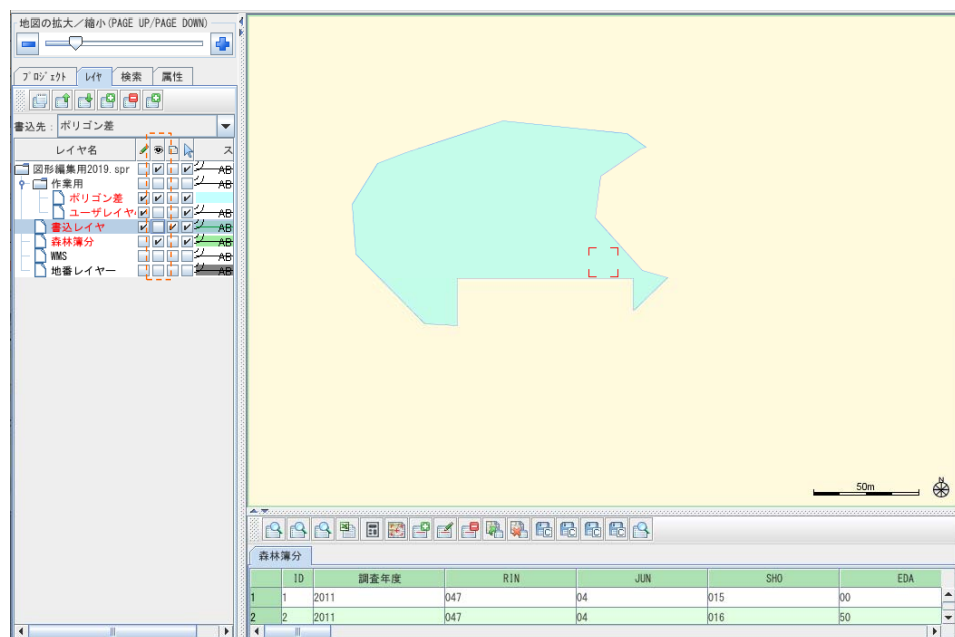 地図の拡大／縮小(PAGE UP/PAGE DOWN)
プロジェクト レイヤ 検索 属性
書込先： ポリゴン差
レイヤ名 ス
図形編集用2019.spr AB
作業用 AB
ポリゴン差
ユーザレイヤ AB
書込レイヤ AB
森林簿分 AB
WMS
地番レイヤー AB
50m
N
森林簿分
ID 調査年度 RIN JUN SHO EDA
1 1 2011 047 04 015 00
2 2 2011 047 04 016 50